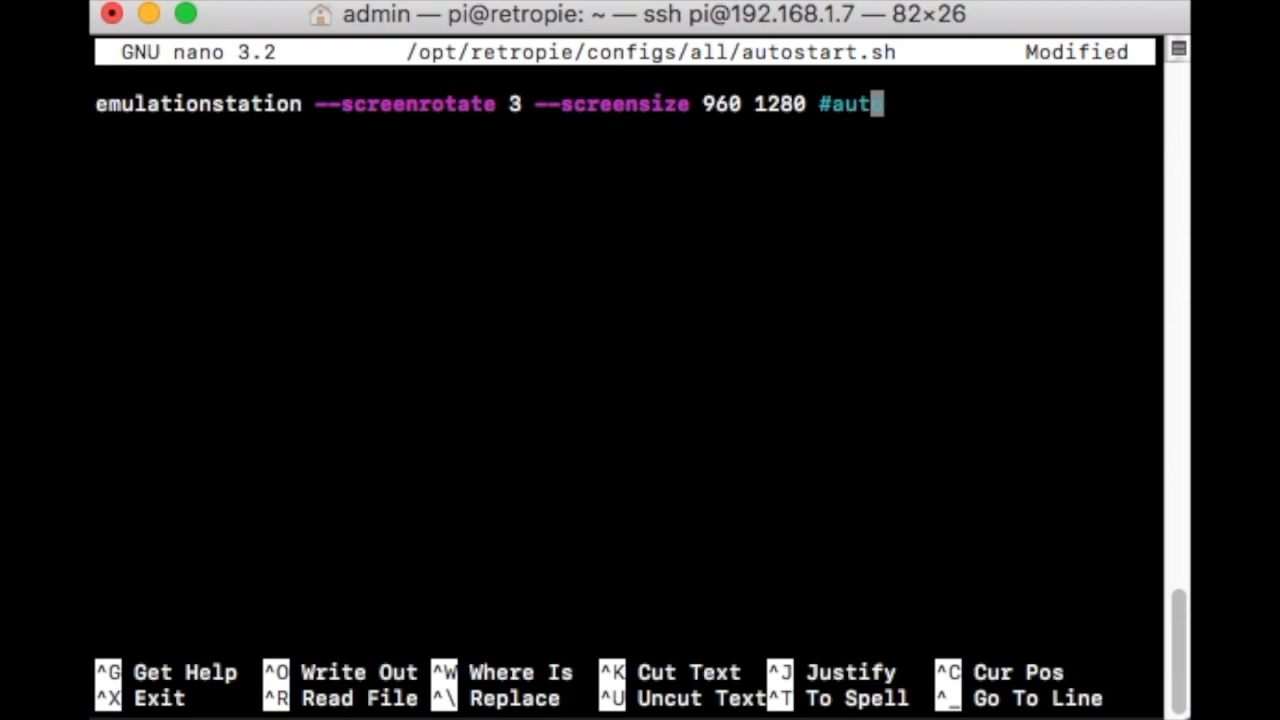 admin — pi@retropie: ~ — ssh pi@192.168.1.7 — 82×26
GNU nano 3.2 /opt/retropie/configs/all/autostart.sh Modified
emulationstation --screenrotate 3 --screensize 960 1280 #auto
^G Get Help ^O Write Out ^W Where Is ^K Cut Text ^J Justify ^C Cur Pos
^X Exit ^R Read File ^\ Replace ^U Uncut Text ^T To Spell ^_ Go To Line